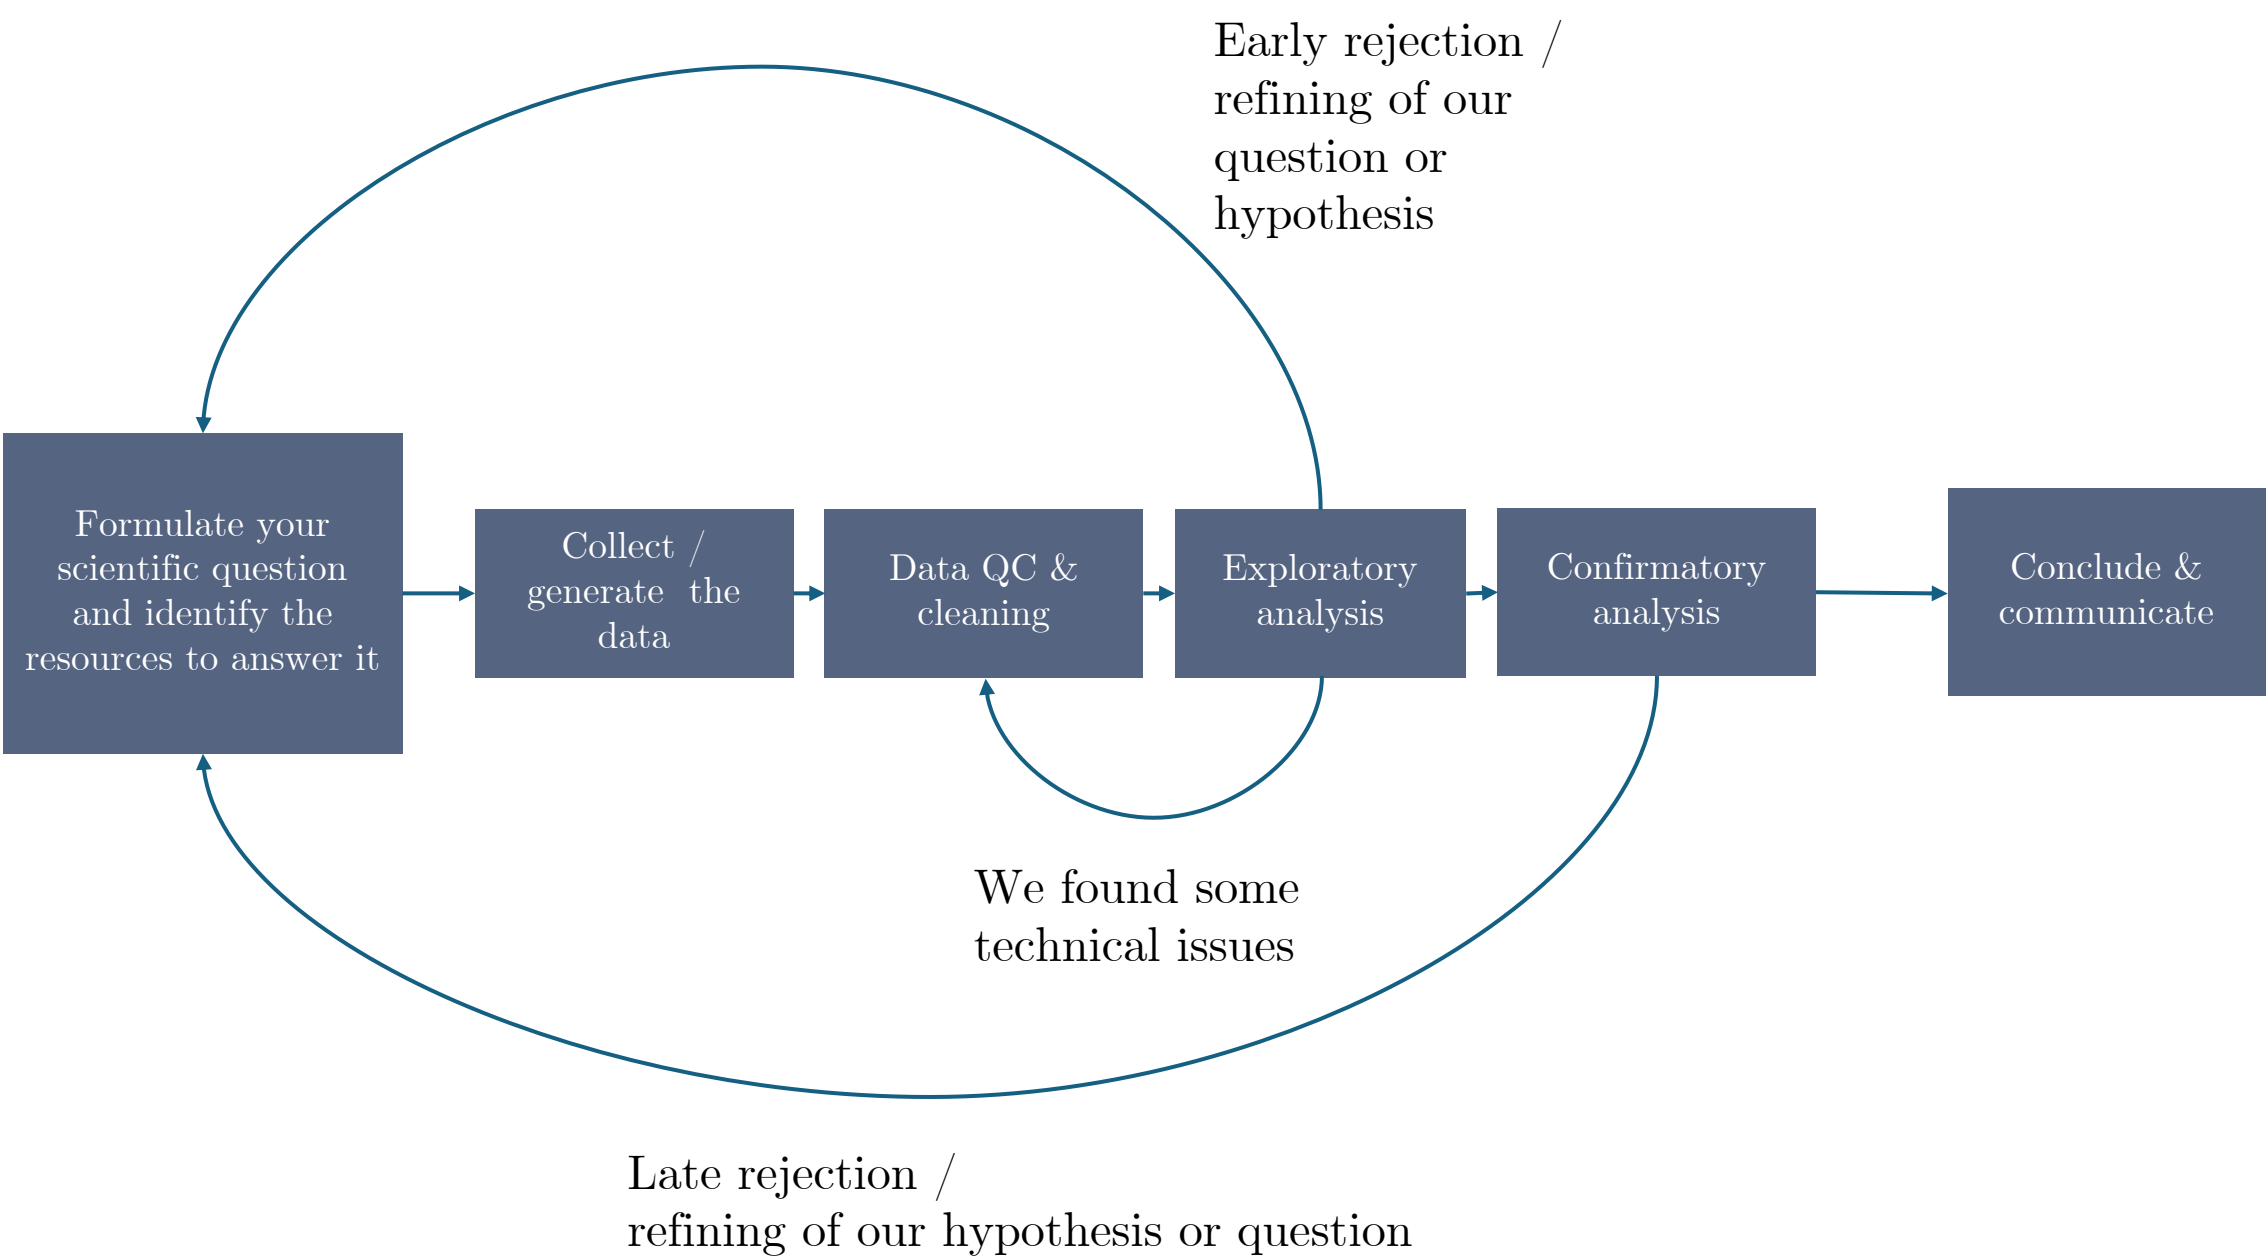 Early rejection /
refining of our
question or
hypothesis
Formulate your
scientific question
and identify the
resources to answer it
Collect /
generate the
data
Data QC &
cleaning
Exploratory
analysis
Confirmatory
analysis
Conclude &
communicate
We found some
technical issues
Late rejection /
refining of our hypothesis or question